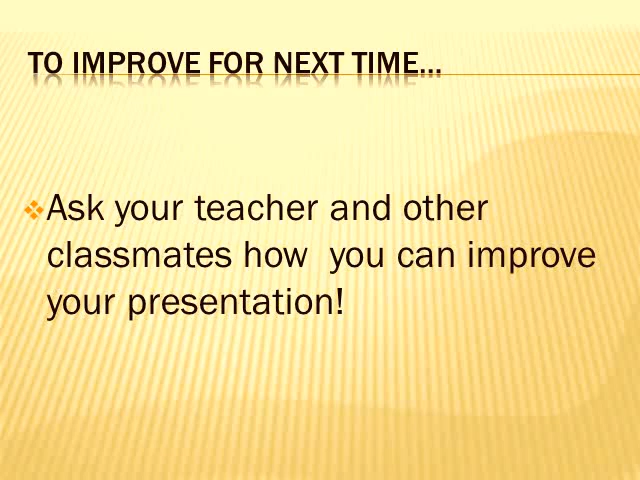 TO IMPROVE FOR NEXT TIME…
Ask your teacher and other
classmates how  you can improve
your presentation!